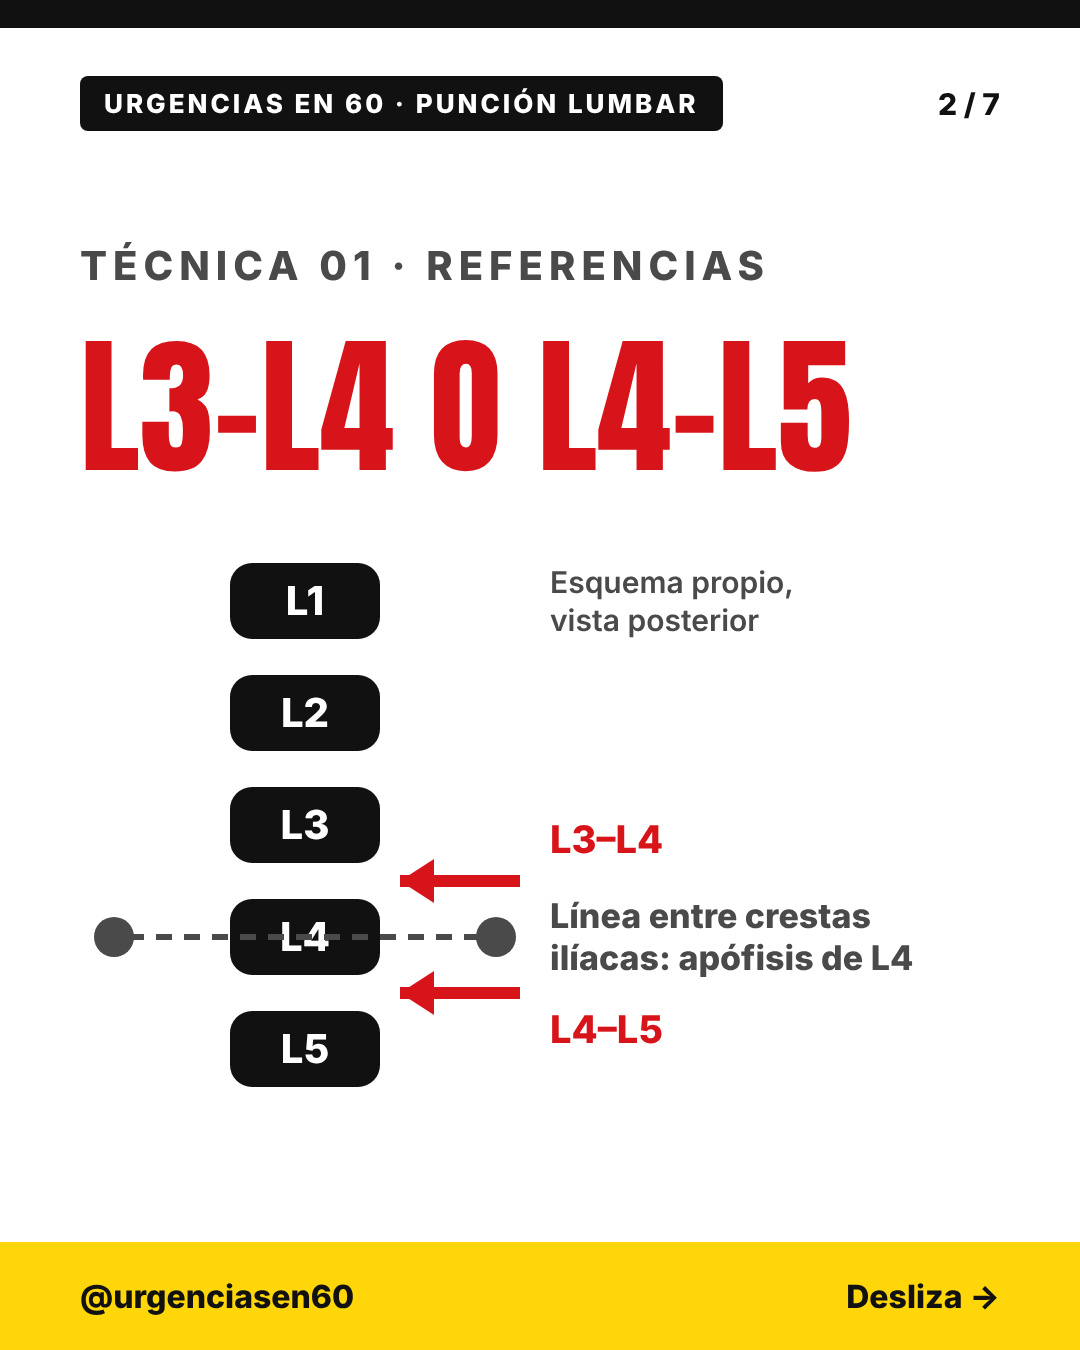 URGENCIAS EN 60 · PUNCIÓN LUMBAR
2 / 7
TÉCNICA 01 · REFERENCIAS
L3-L4 O L4-L5
L1
Esquema propio,
vista posterior
L2
L3
L3–L4
L4
Línea entre crestas
ilíacas: apófisis de L4
L4–L5
L5
@urgenciasen60
Desliza →